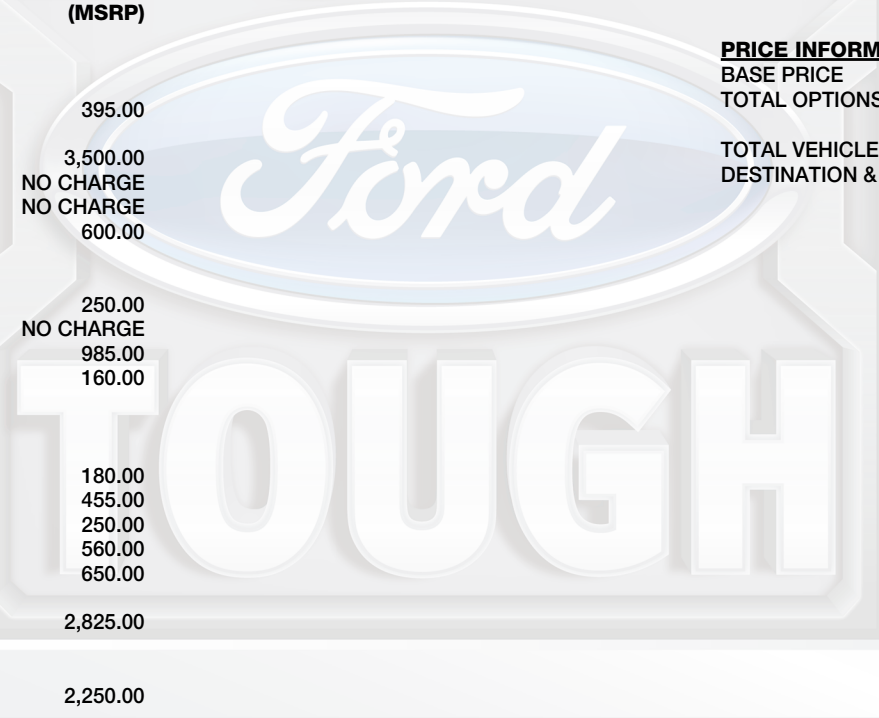 (MSRP)
395.00
3,500.00
NO CHARGE
NO CHARGE
600.00
250.00
NO CHARGE
985.00
160.00
180.00
455.00
250.00
560.00
650.00
2,825.00
2,250.00
PRICE INFORM
BASE PRICE
TOTAL OPTIONS
TOTAL VEHICLE
DESTINATION &
Ford
TOUGH